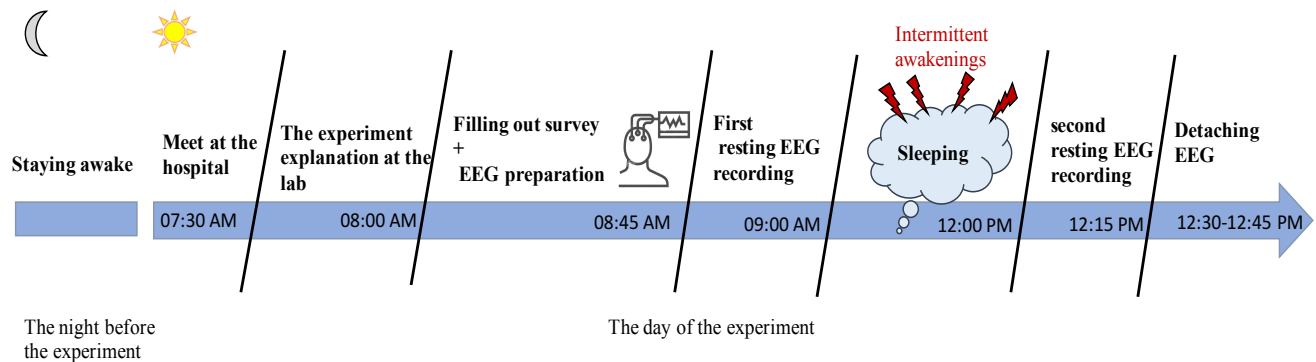 Intermittent
awakenings
Staying awake
Meet at the
hospital
The experiment
explanation at the
lab
Filling out survey
+
EEG preparation
First
resting EEG
recording
Sleeping
second
resting EEG
recording
Detaching
EEG
07:30 AM
08:00 AM
08:45 AM
09:00 AM
12:00 PM
12:15 PM
12:30-12:45 PM
The night before
the experiment
The day of the experiment